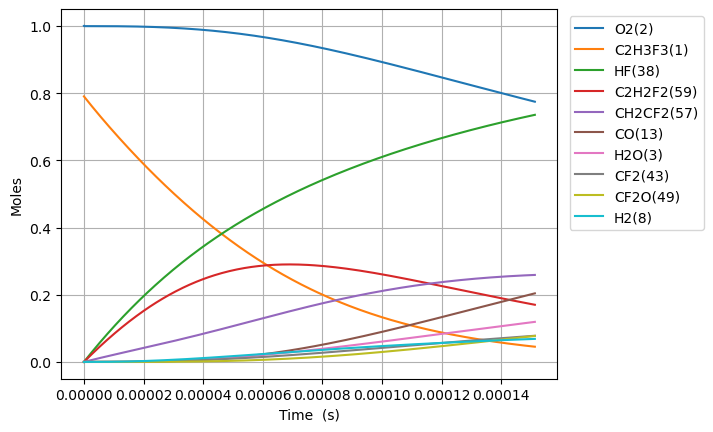 1.0
0.8
0.6
0.4
0.2
0.0
Moles
0.00000 0.00002 0.00004 0.00006 0.00008 0.00010 0.00012 0.00014
Time (s)
O2(2)
C2H3F3(1)
HF(38)
C2H2F2(59)
CH2CF2(57)
CO(13)
H2O(3)
CF2(43)
CF2O(49)
H2(8)